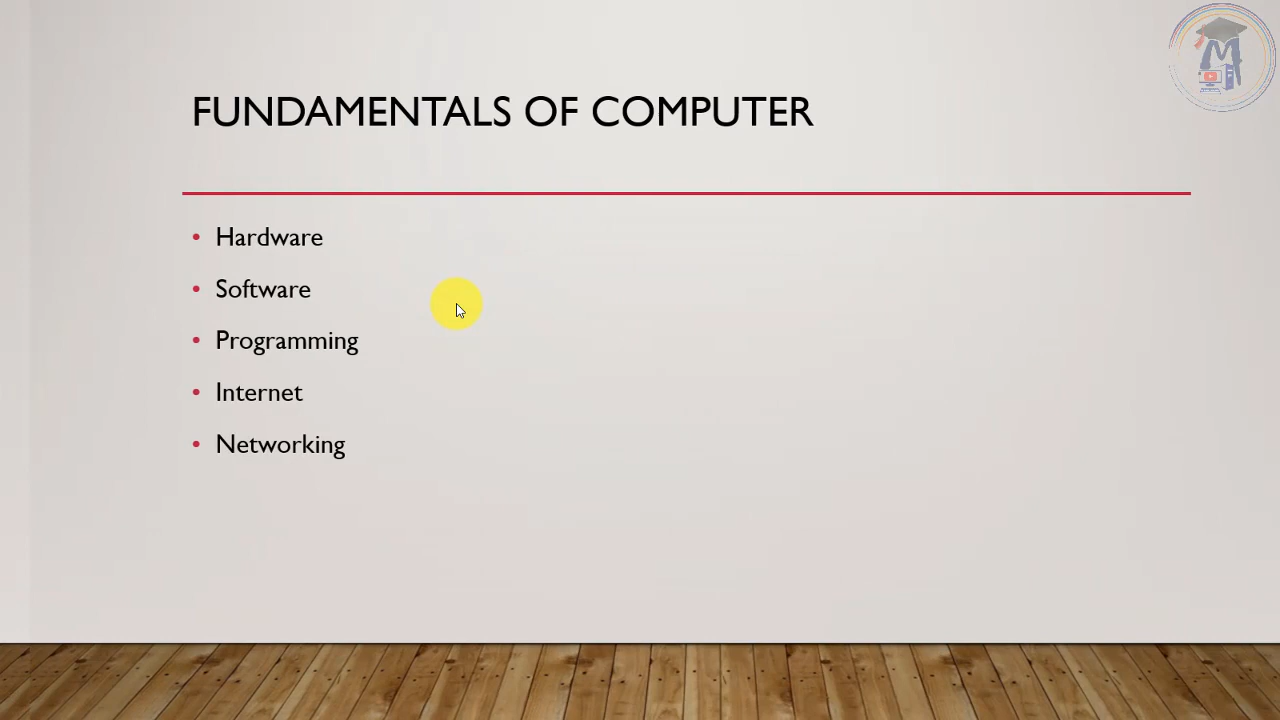 FUNDAMENTALS OF COMPUTER
• Hardware
• Software
• Programming
• Internet
• Networking
M